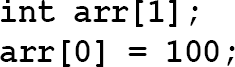 int arr[1];
arr[0] = 100;